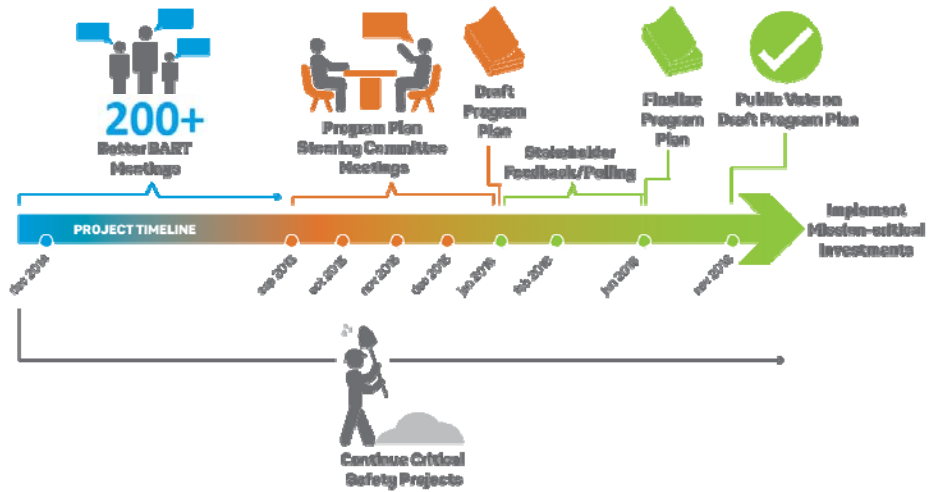 200+
Better BART
Meetings
Program Plan
Steering Committee
Meetings
Draft
Program
Plan
Stakeholder
Feedback/Polling
Finalize
Program
Plan
Public Vote on
Draft Program Plan
PROJECT TIMELINE
Implement
Mission-critical
Investments
dec 2014
sep 2015
oct 2015
nov 2015
dec 2015
jan 2016
feb 2016
jun 2016
nov 2016
Continue Critical
Safety Projects